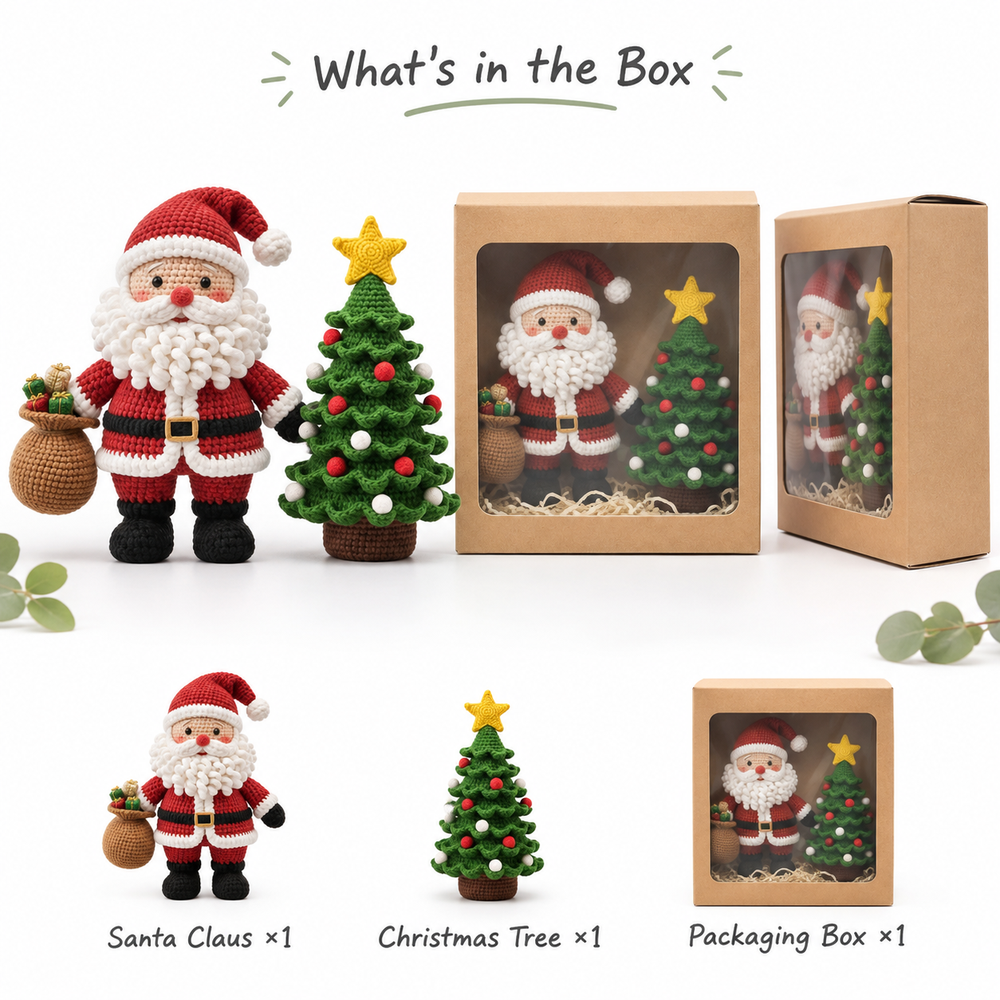 What's in the Box
Santa Claus ×1
Christmas Tree ×1
Packaging Box ×1